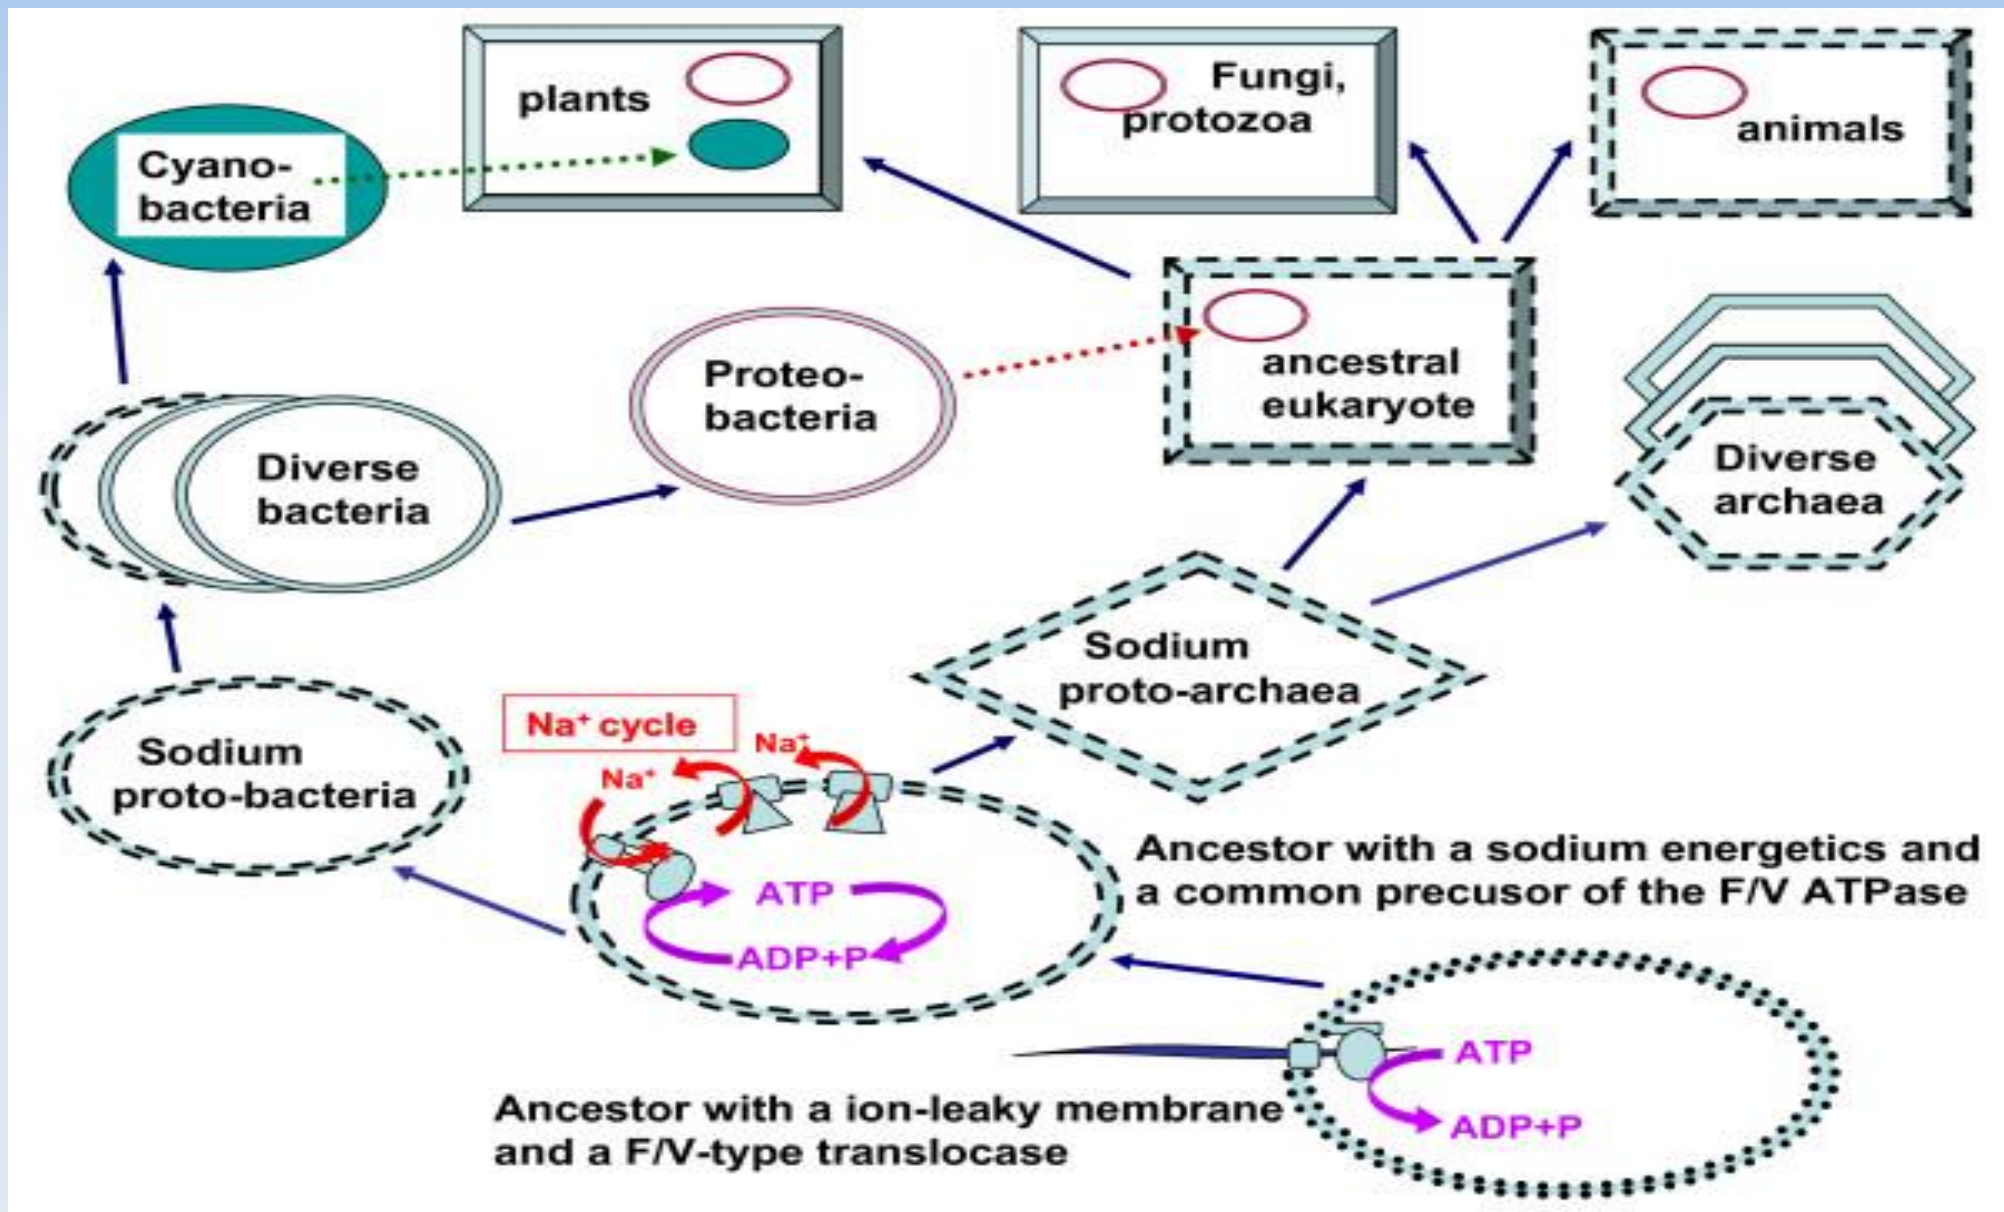 plants
Fungi,
protozoa
animals
Cyano-
bacteria
Proteo-
bacteria
ancestral
eukaryote
Diverse
bacteria
Diverse
archaea
Sodium
proto-archaea
Sodium
proto-bacteria
Na⁺ cycle
Na⁺
Na⁺
ATP
ADP+P
Ancestor with a sodium energetics and
a common precusor of the F/V ATPase
ATP
ADP+P
Ancestor with a ion-leaky membrane
and a F/V-type translocase